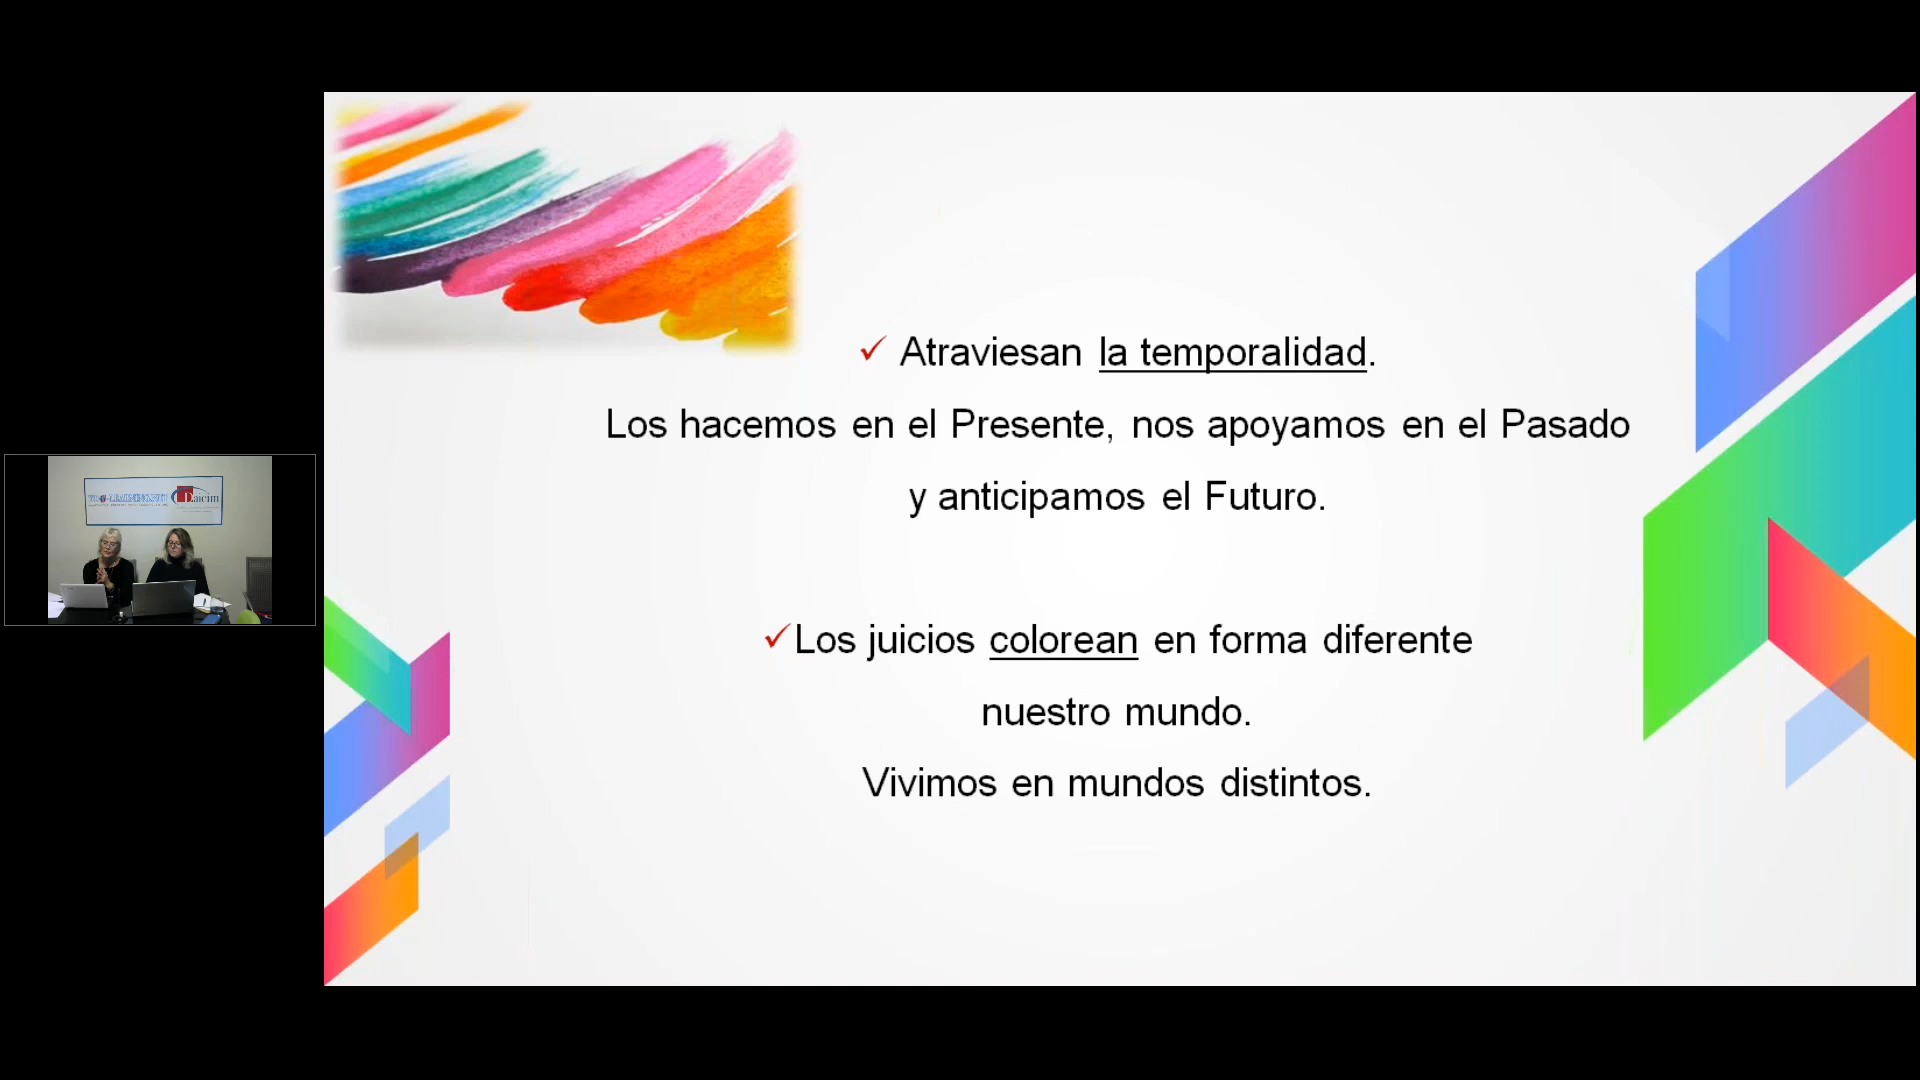 Daicim
✓ Atraviesan la temporalidad.
Los hacemos en el Presente, nos apoyamos en el Pasado
y anticipamos el Futuro.
✓Los juicios colorean en forma diferente
nuestro mundo.
Vivimos en mundos distintos.